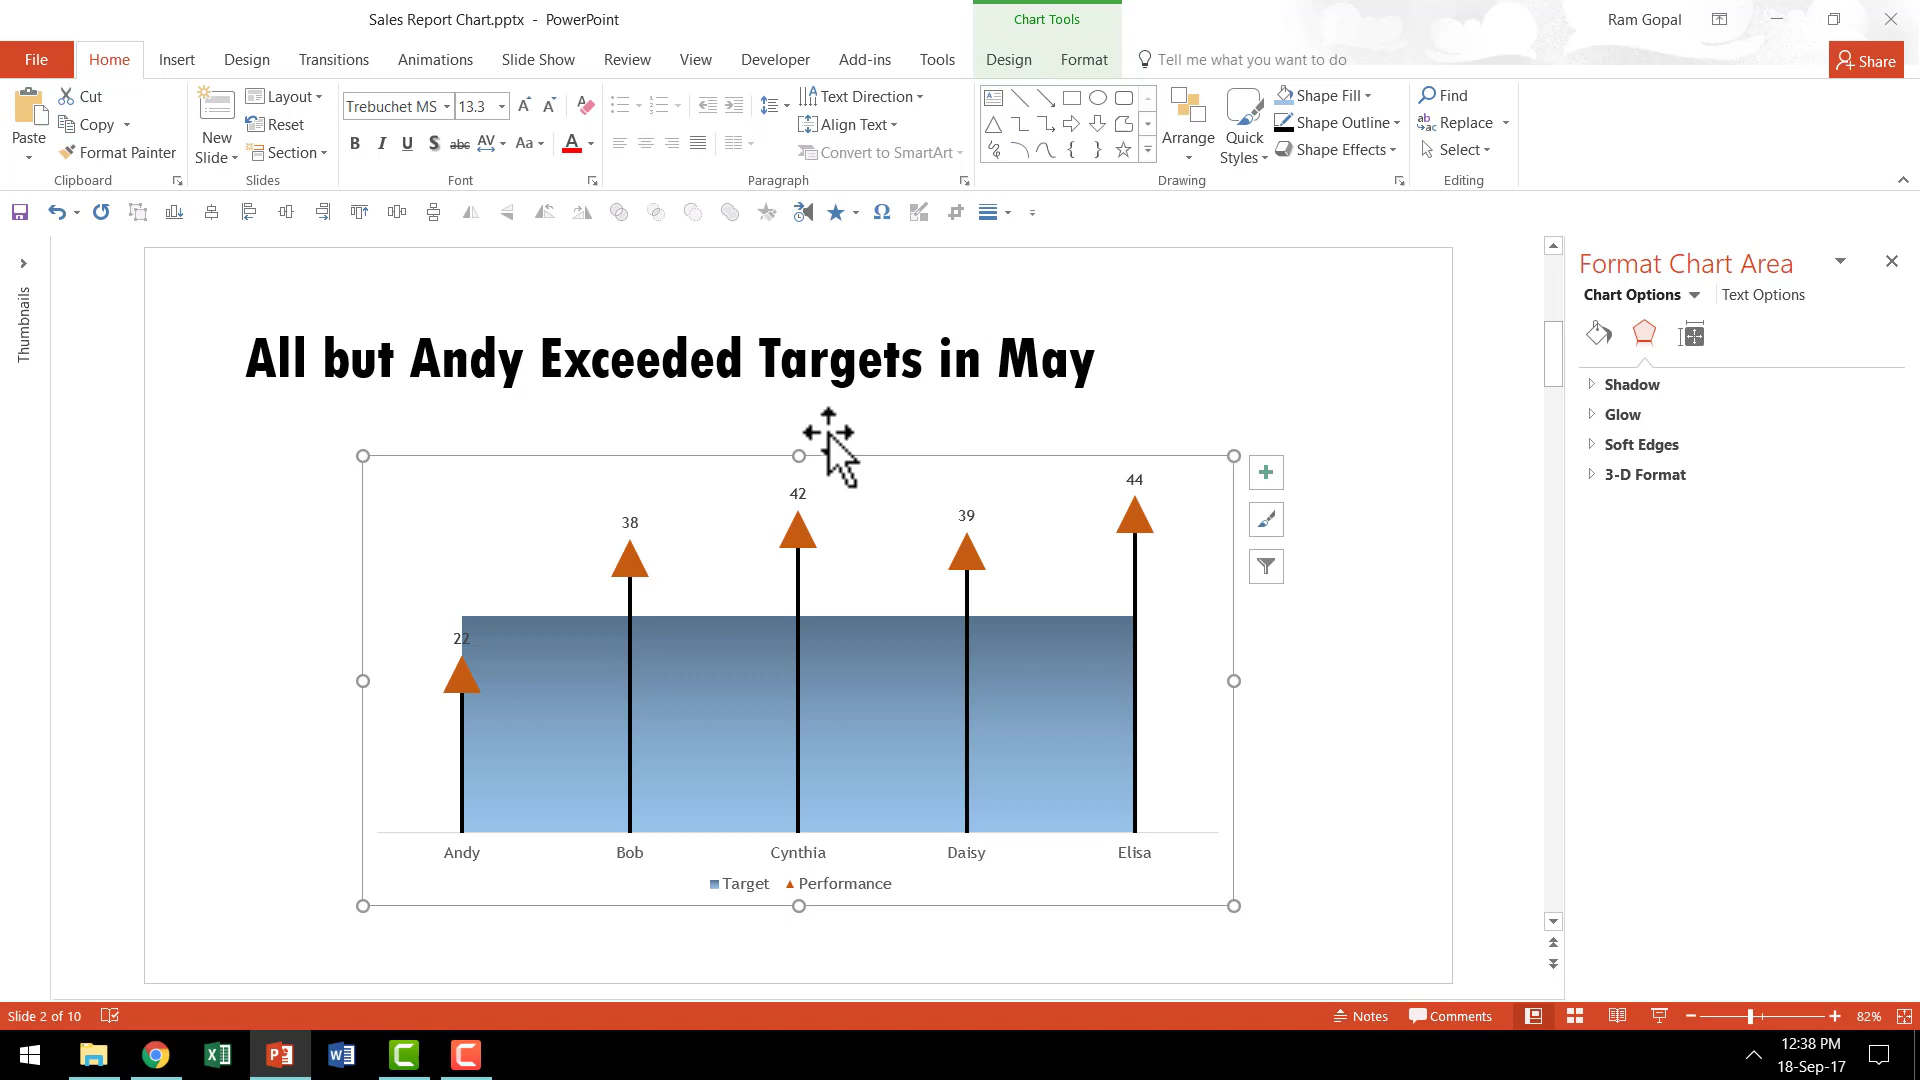 Sales Report Chart.pptx - PowerPoint
Chart Tools
Ram Gopal
File Home Insert Design Transitions Animations Slide Show Review View Developer Add-ins Tools Design Format Tell me what you want to do Share
Paste
Cut
Copy
Format Painter
Clipboard
New Slide
Layout
Reset
Section
Slides
Trebuchet MS 13.3
B I U S abc AV Aa A
Font
Text Direction
Align Text
Convert to SmartArt
Paragraph
Arrange
Quick Styles
Shape Fill
Shape Outline
Shape Effects
Drawing
Find
Replace
Select
Editing
Thumbnails
All but Andy Exceeded Targets in May
22
38
42
39
44
Andy Bob Cynthia Daisy Elisa
Target Performance
Format Chart Area
Chart Options Text Options
Shadow
Glow
Soft Edges
3-D Format
Slide 2 of 10
Notes Comments 82%
12:38 PM
18-Sep-17